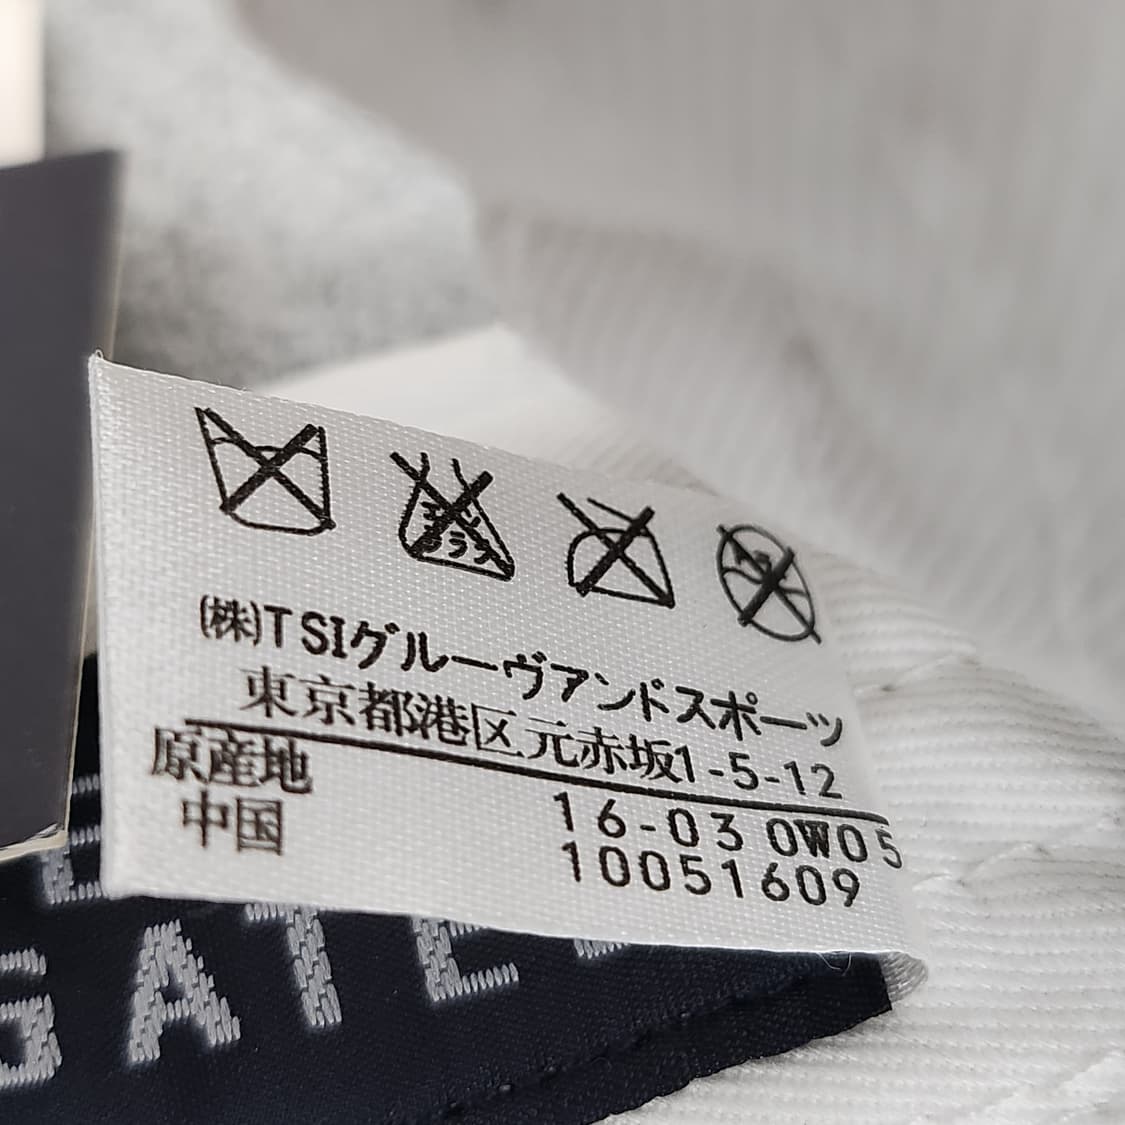 (株)TSIグルーヴアンドスポーツ
東京都港区元赤坂1-5-12
原産地
中国
16-03 0W05
10051609
GATE